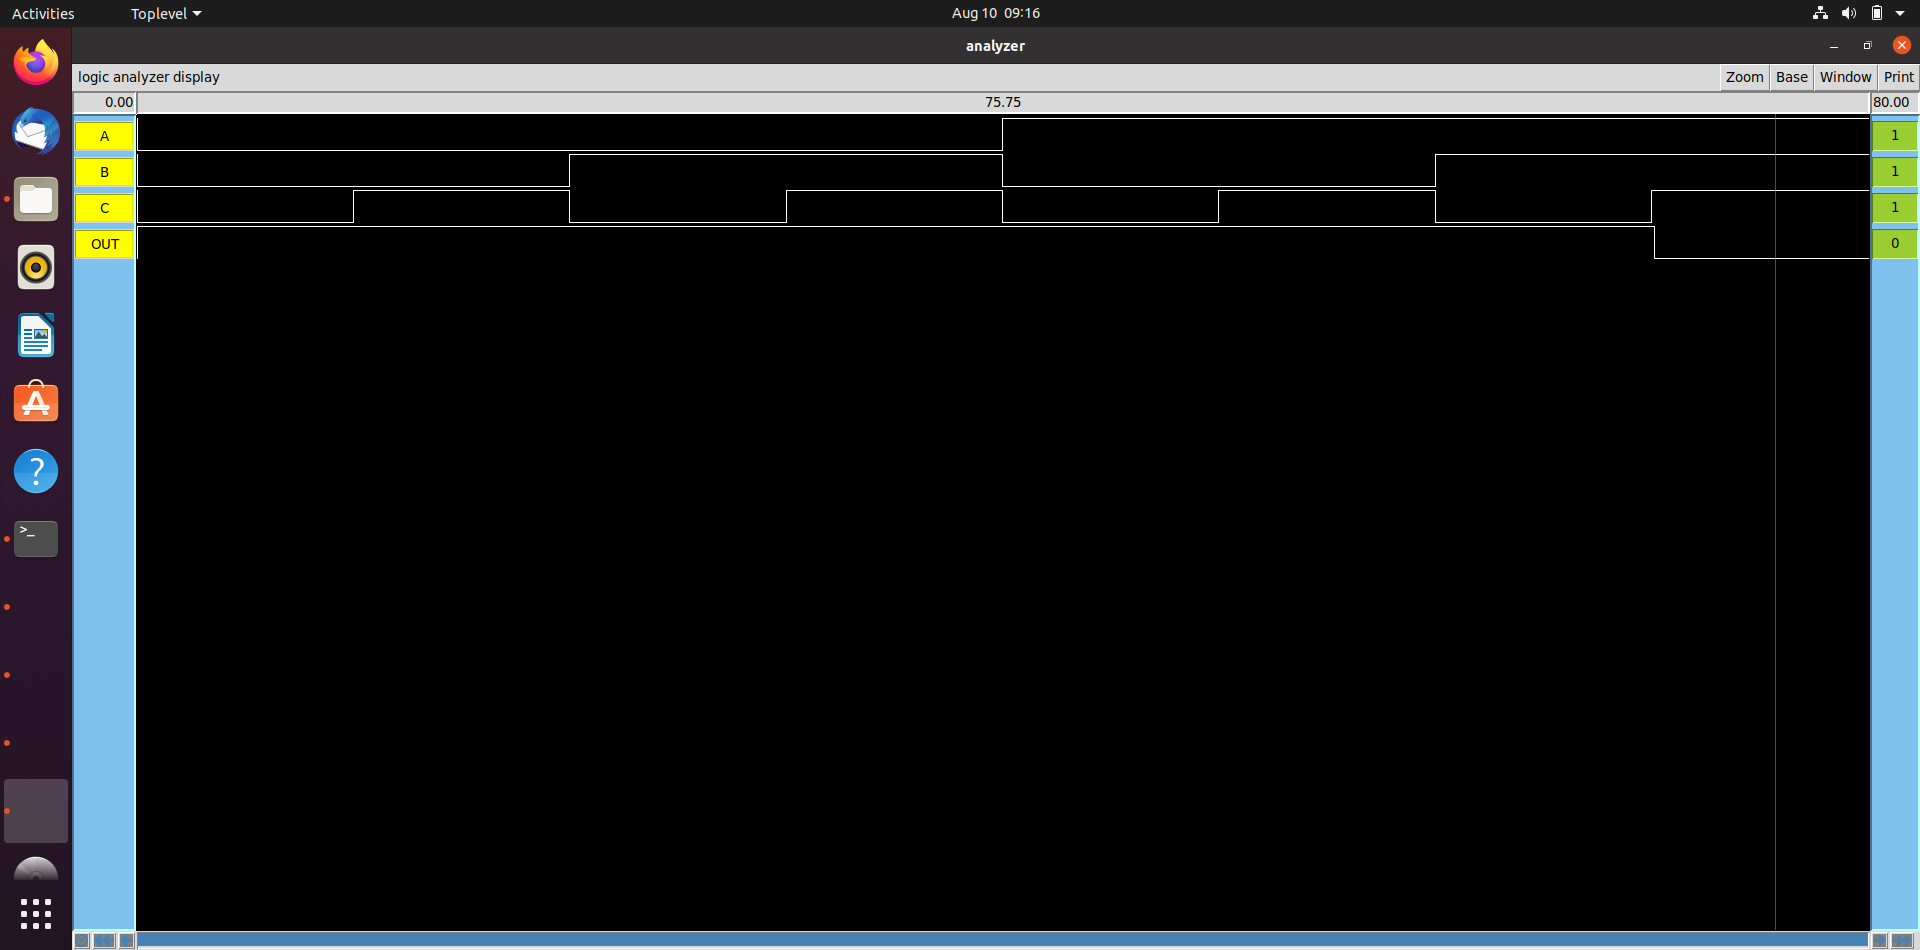 Activities Toplevel Aug 10 09:16
analyzer
logic analyzer display Zoom Base Window Print
0.00 75.75 80.00
A 1
B 1
C 1
OUT 0